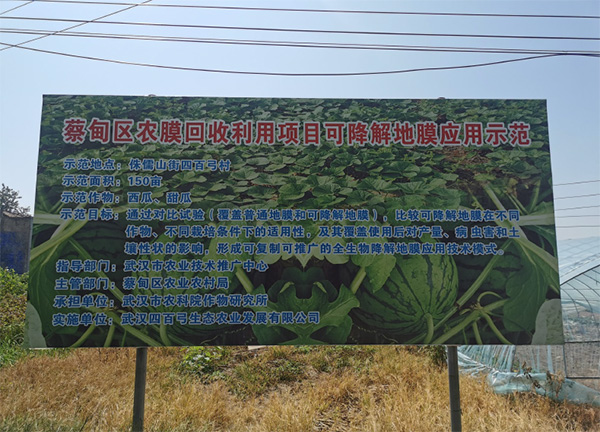 蔡甸区农膜回收利用项目可降解地膜应用示范
示范地点：侏儒山街四百弓村
示范面积：150亩
示范作物：西瓜、甜瓜
示范目标：通过对比试验（覆盖普通地膜和可降解地膜），比较可降解地膜在不同
作物、不同栽培条件下的适用性，及其覆盖使用后对产量、病虫害和土
壤性状的影响，形成可复制可推广的全生物降解地膜应用技术模式。
指导部门：武汉市农业技术推广中心
主管部门：蔡甸区农业农村局
承担单位：武汉市农科院作物研究所
实施单位：武汉四百弓生态农业发展有限公司